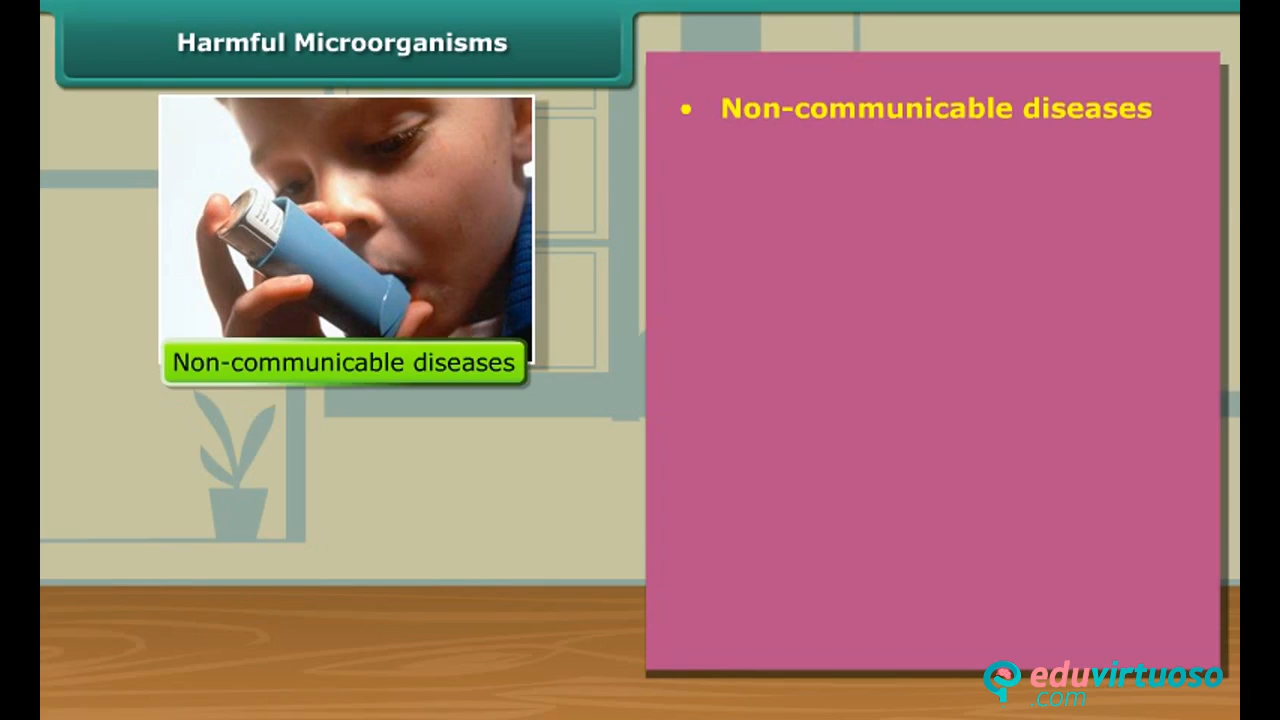 Harmful Microorganisms
• Non-communicable diseases
Non-communicable diseases
eduvirtuoso
.com